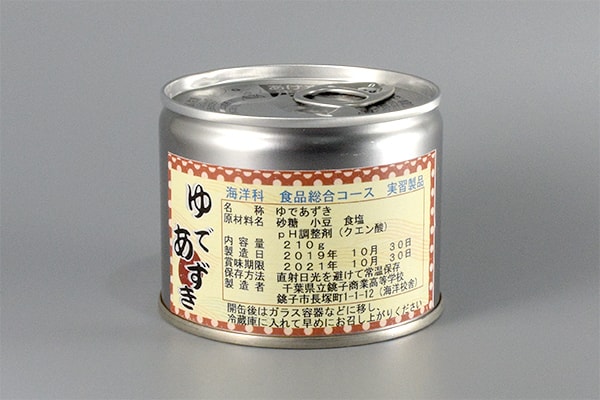 ゆであずき
海洋科　食品総合コース　実習製品
名　　称　ゆであずき
原材料名　砂糖　小豆　食塩
ｐＨ調整剤（クエン酸）
内 容 量　２１０ｇ
製 造 日　２０１９年　１０月　３０日
賞味期限　２０２１年　１０月　３０日
保存方法　直射日光を避けて常温保存
製 造 者　千葉県立銚子商業高等学校
銚子市長塚町1-1-12（海洋校舎）
開缶後はガラス容器などに移し、
冷蔵庫に入れて早めにお召し上がりください